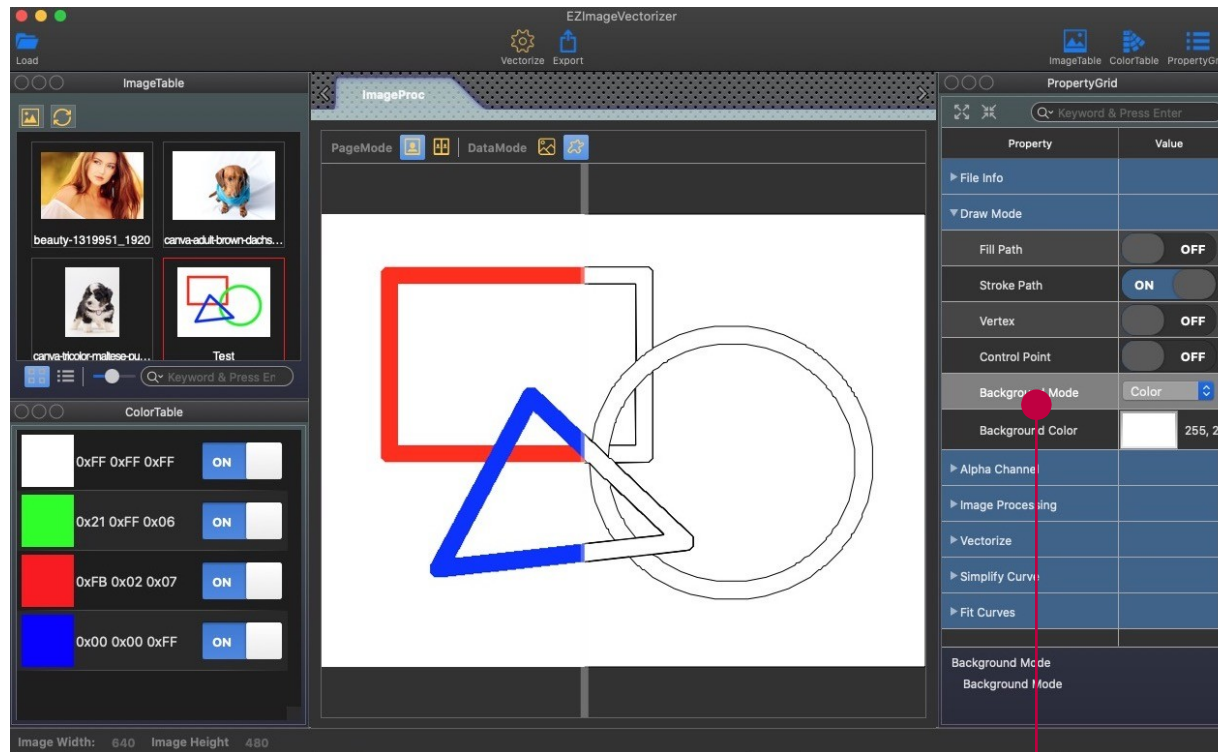 EZImageVectorizer
Load
Vectorize Export
ImageTable ColorTable PropertyGr
ImageTable
beauty-1319951_1920
canva-adult-brown-dachs...
canva-tricolor-maltese-pu...
Test
Keyword & Press En
ColorTable
0xFF 0xFF 0xFF ON
0x21 0xFF 0x06 ON
0xFB 0x02 0x07 ON
0x00 0x00 0xFF ON
ImageProc
PageMode DataMode
PropertyGrid
Keyword & Press Enter
Property Value
File Info
Draw Mode
Fill Path OFF
Stroke Path ON
Vertex OFF
Control Point OFF
Background Mode Color
Background Color 255, 2
Alpha Channel
Image Processing
Vectorize
Simplify Curve
Fit Curves
Background Mode
Background Mode
Image Width: 640 Image Height 480